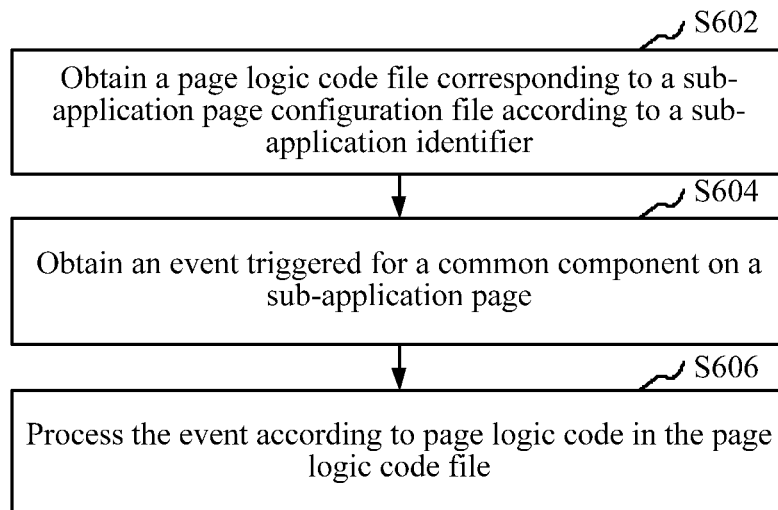 S602
Obtain a page logic code file corresponding to a sub-
application page configuration file according to a sub-
application identifier
S604
Obtain an event triggered for a common component on a
sub-application page
S606
Process the event according to page logic code in the page
logic code file